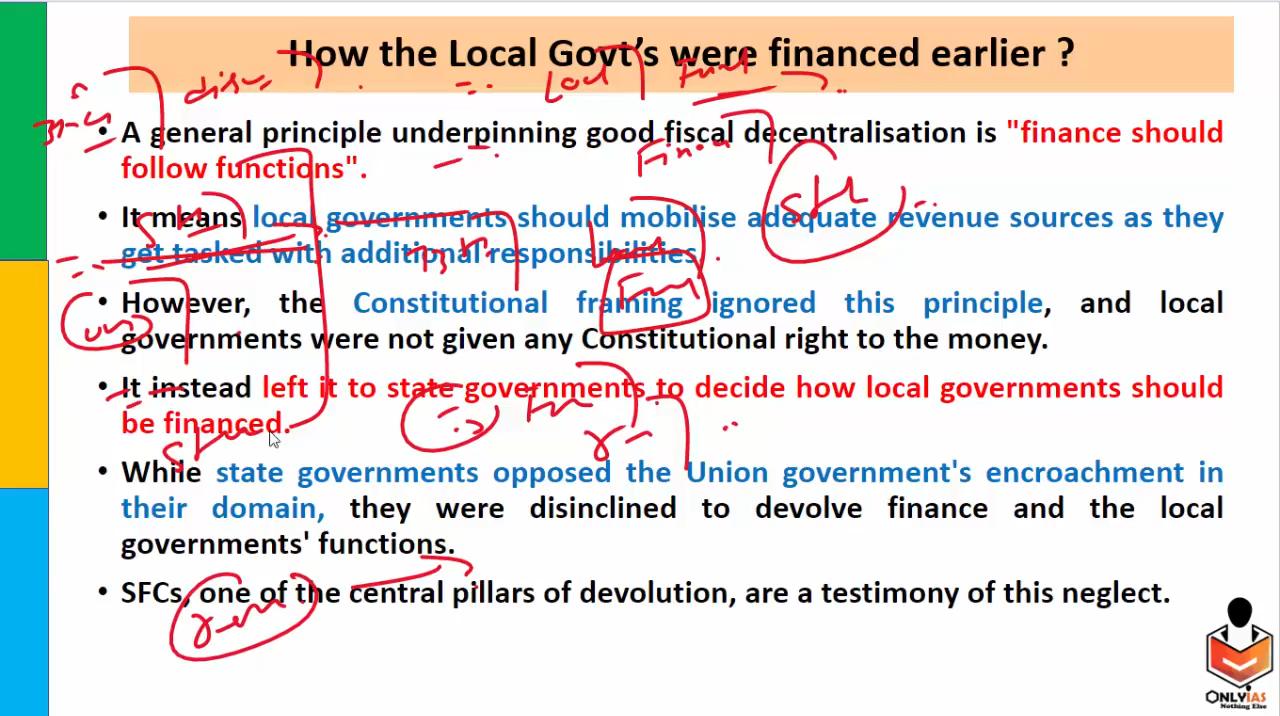 How the Local Govt's were financed earlier ?
• A general principle underpinning good fiscal decentralisation is "finance should
follow functions".
• It means local governments should mobilise adequate revenue sources as they
get tasked with additional responsibilities.
• However, the Constitutional framing ignored this principle, and local
governments were not given any Constitutional right to the money.
• It instead left it to state governments to decide how local governments should
be financed.
• While state governments opposed the Union government's encroachment in
their domain, they were disinclined to devolve finance and the local
governments' functions.
• SFCs, one of the central pillars of devolution, are a testimony of this neglect.
ONLYIAS
Nothing Else